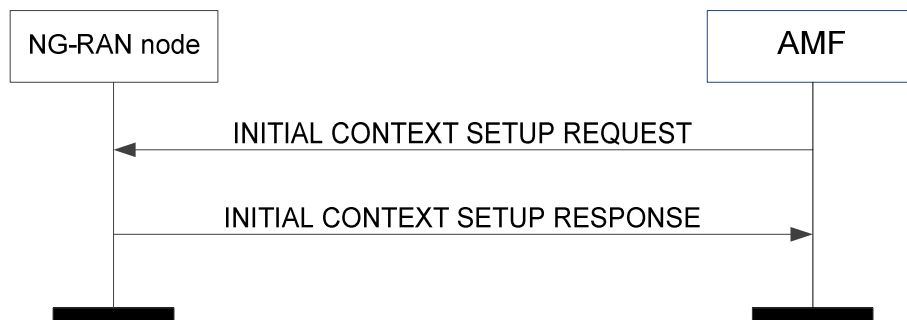 NG-RAN node
AMF
INITIAL CONTEXT SETUP REQUEST
INITIAL CONTEXT SETUP RESPONSE